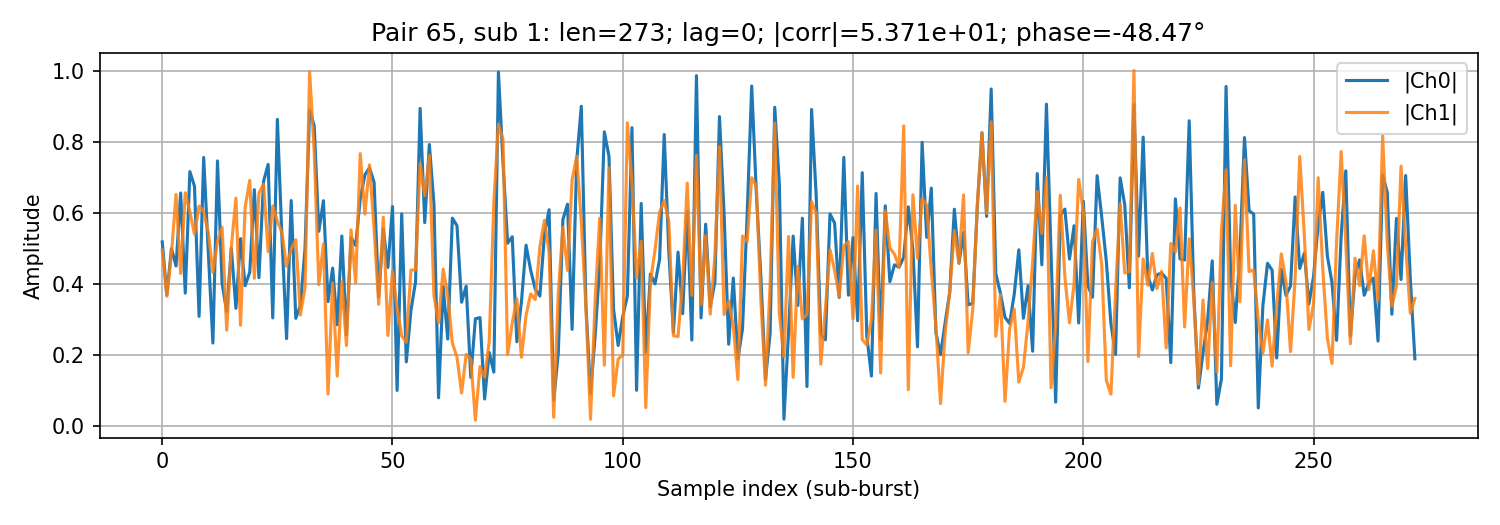 Pair 65, sub 1: len=273; lag=0; |corr|=5.371e+01; phase=-48.47°
1.0
0.8
0.6
0.4
0.2
0.0
Amplitude
|Ch0|
|Ch1|
0
50
100
150
200
250
Sample index (sub-burst)